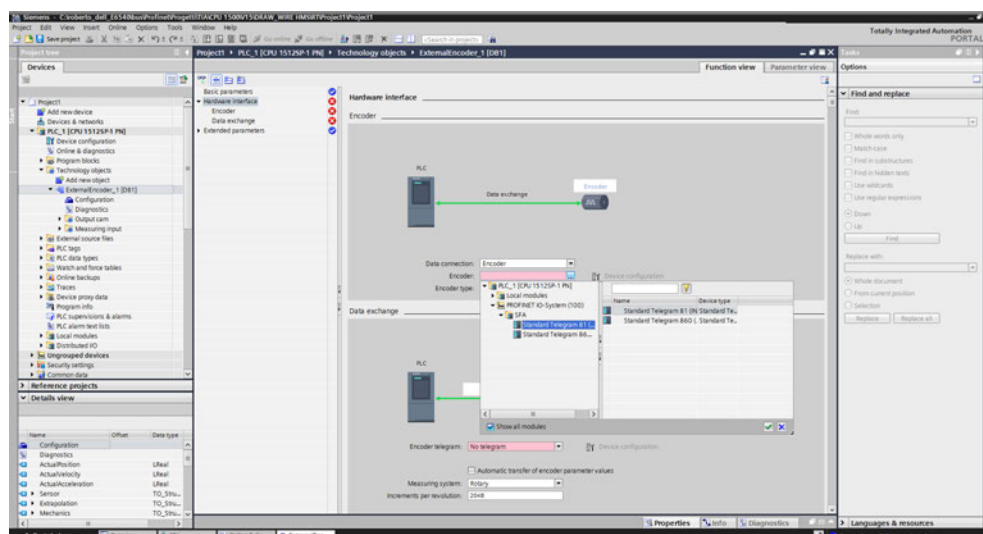 Siemens - C:\roberto_dell_E6540\bus\Profinet\Progetti\TIA\CPU 1500\V15\DRAW_WIRE HMSIRT\Project11\Project1
Project Edit View Insert Online Options Tools Window Help
Totally Integrated Automation
PORTAL
Save project
Go online
Go offline
<Search in project>
Project tree
Project1 PLC_1 [CPU 1512SP-1 PN] Technology objects ExternalEncoder_1 [DB1]
Tasks
Devices
Function view
Parameter view
Options
Start
Project1
Add new device
Devices & networks
PLC_1 [CPU 1512SP-1 PN]
Device configuration
Online & diagnostics
Program blocks
Technology objects
Add new object
ExternalEncoder_1 [DB1]
Configuration
Diagnostics
Output cam
Measuring input
External source files
PLC tags
PLC data types
Watch and force tables
Online backups
Traces
Device proxy data
Program info
PLC supervisions & alarms
PLC alarm text lists
Local modules
Distributed I/O
Ungrouped devices
Security settings
Common data
Reference projects
Details view
Name Offset Data type
Configuration
Diagnostics
ActualPosition LReal
ActualVelocity LReal
ActualAcceleration LReal
Sensor TO_Stru...
Extrapolation TO_Stru...
Mechanics TO_Stru...
Basic parameters
Hardware interface
Encoder
Data exchange
Extended parameters
Hardware interface
Encoder
PLC
Data exchange
Encoder
Data connection: Encoder
Encoder:
Device configuration
Encoder type:
PLC_1 [CPU 1512SP-1 PN]
Local modules
PROFINET IO-System (100)
SFA
Standard Telegram 81 (...
Standard Telegram 86...
Name Device type
Standard Telegram 81 (IN Standard Te...
Standard Telegram 860 (. Standard Te...
Show all modules
Data exchange
PLC
Encoder telegram: No telegram
Device configuration
Automatic transfer of encoder parameter values
Measuring system: Rotary
Increments per revolution: 2048
Properties Info Diagnostics
Find and replace
Find:
Whole words only
Match case
Find in substructures
Find in hidden texts
Use wildcards
Use regular expressions
Down
Up
Find
Replace with:
Whole document
From current position
Selection
Replace Replace all
Languages & resources